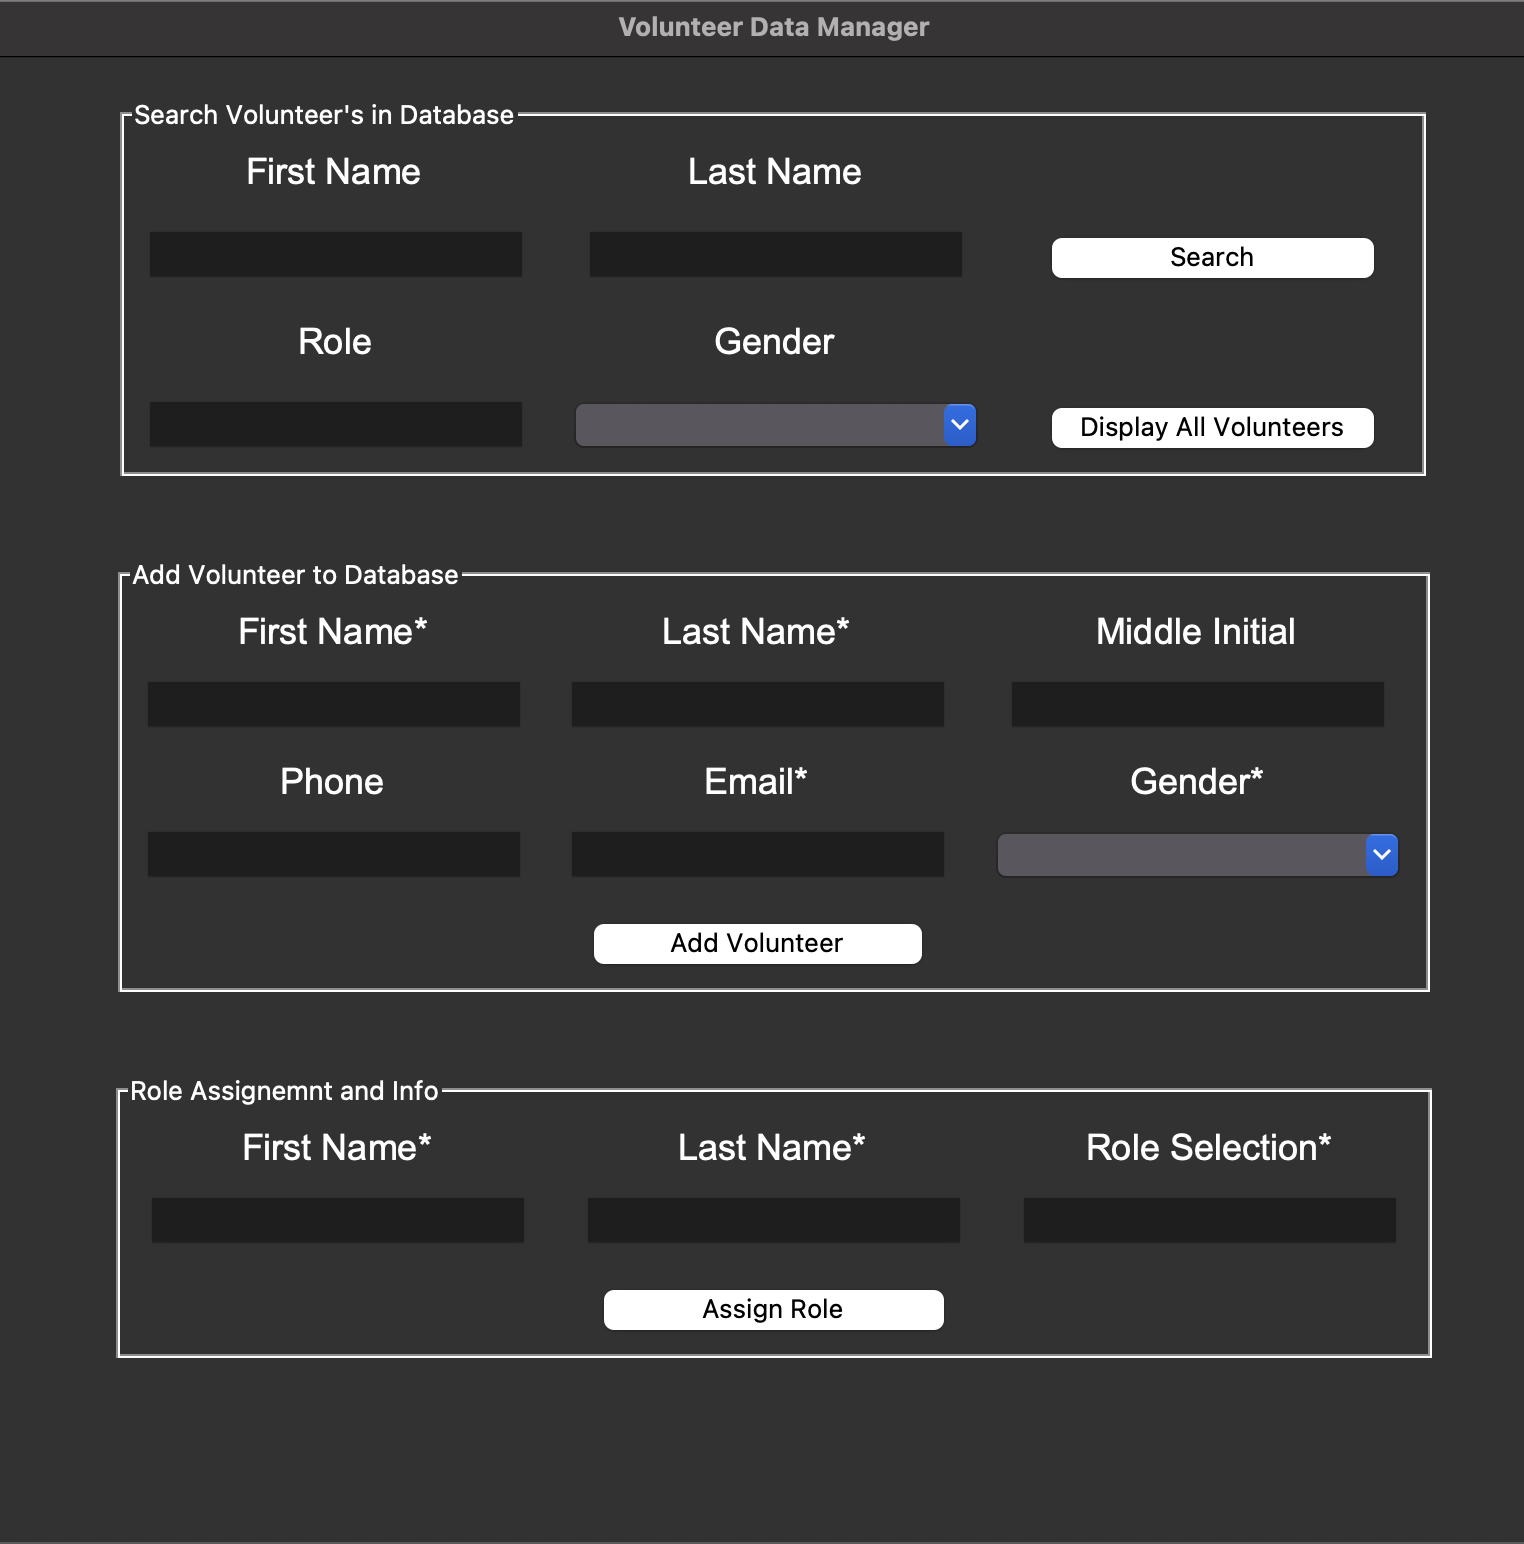 Volunteer Data Manager
Search Volunteer's in Database
First Name
Last Name
Search
Role
Gender
Display All Volunteers
Add Volunteer to Database
First Name*
Last Name*
Middle Initial
Phone
Email*
Gender*
Add Volunteer
Role Assignemnt and Info
First Name*
Last Name*
Role Selection*
Assign Role